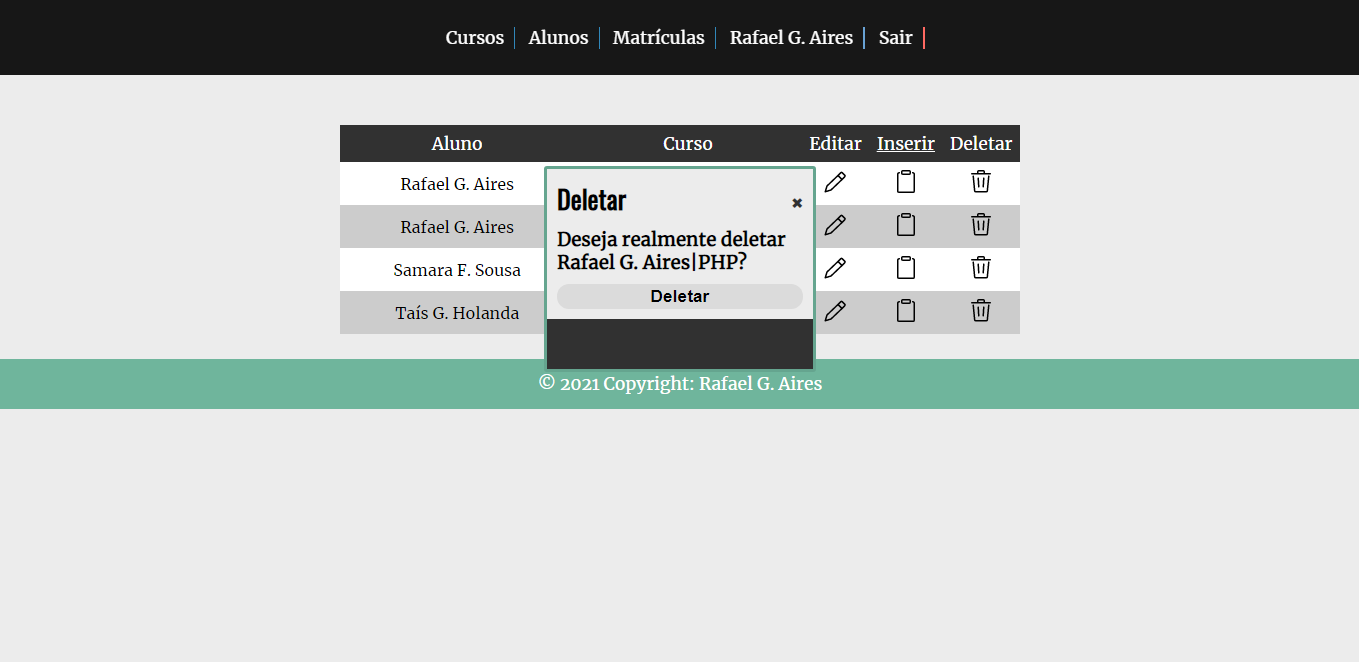 Cursos Alunos Matrículas Rafael G. Aires Sair
Aluno Curso Editar Inserir Deletar
Rafael G. Aires
Rafael G. Aires
Samara F. Sousa
Taís G. Holanda
Deletar ✖
Deseja realmente deletar
Rafael G. Aires|PHP?
Deletar
© 2021 Copyright: Rafael G. Aires